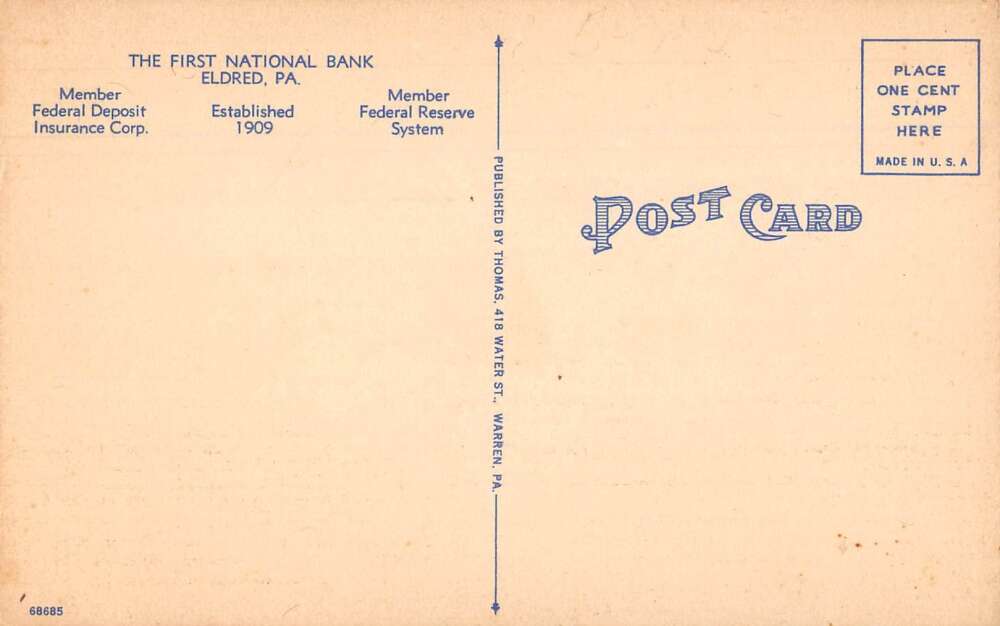 THE FIRST NATIONAL BANK
ELDRED, PA.
Member
Federal Deposit
Insurance Corp.
Established
1909
Member
Federal Reserve
System
PUBLISHED BY THOMAS, 418 WATER ST., WARREN, PA.
PLACE
ONE CENT
STAMP
HERE
MADE IN U. S. A
POST CARD
68685